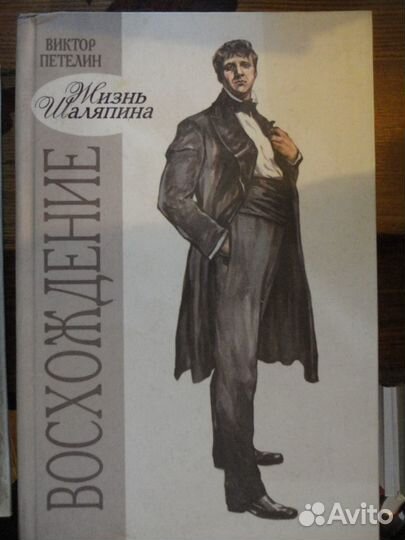 ВИКТОР
ПЕТЕЛИН
Жизнь
Шаляпина
ВОСХОЖДЕНИЕ
Avito